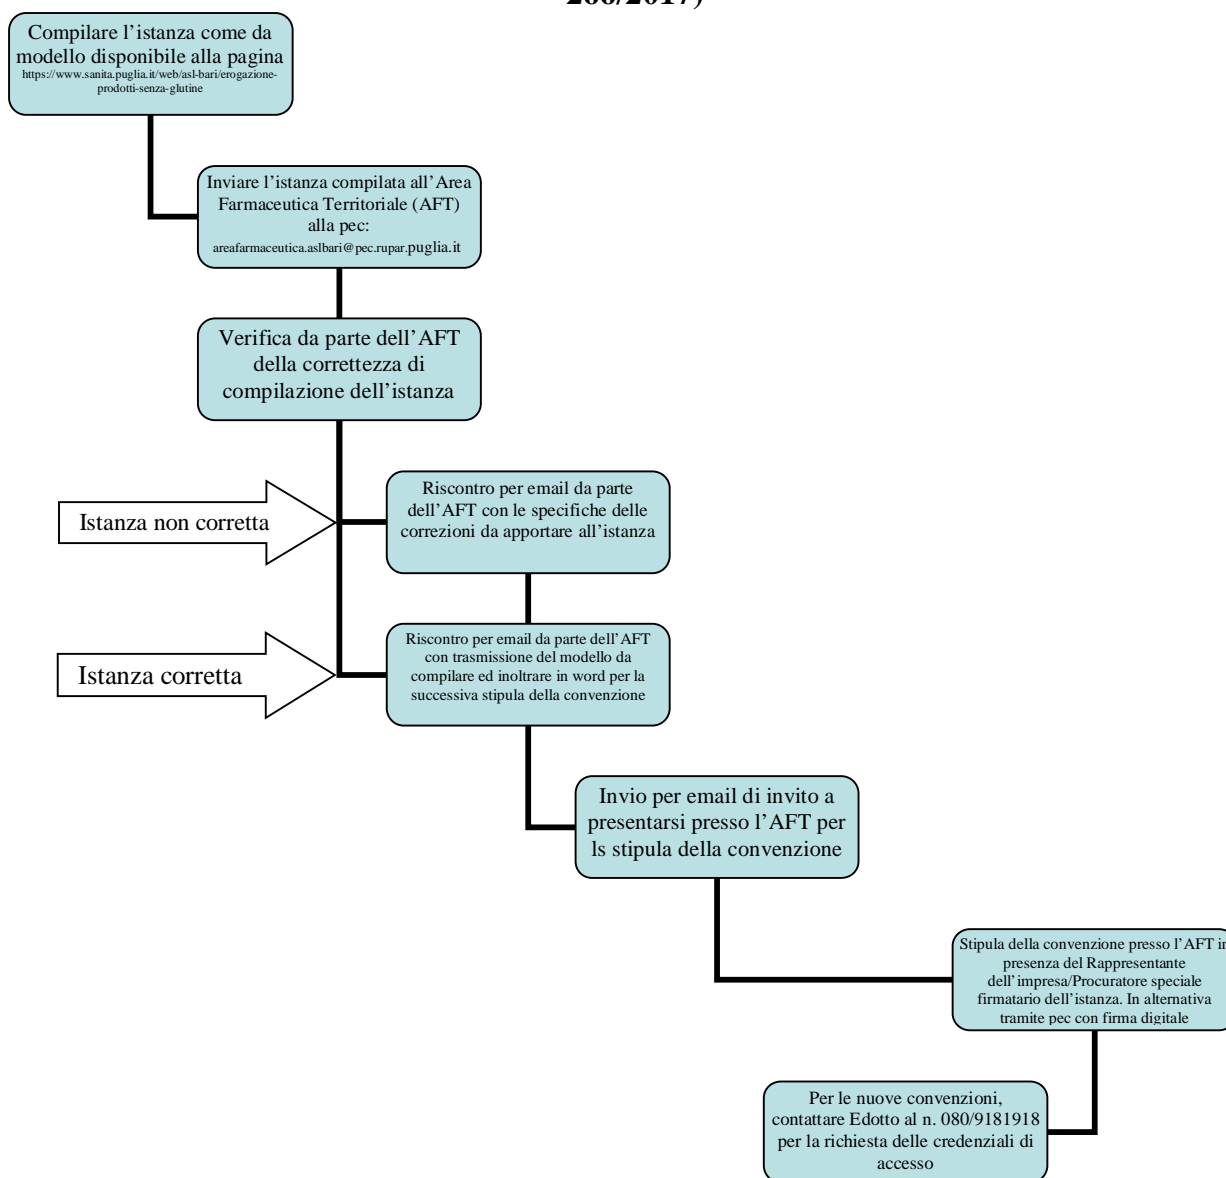 266/2017)
Compilare l’istanza come da
modello disponibile alla pagina
https://www.sanita.puglia.it/web/asl-bari/erogazione-
prodotti-senza-glutine
Inviare l’istanza compilata all’Area
Farmaceutica Territoriale (AFT)
alla pec:
areafarmaceutica.aslbari@pec.rupar.puglia.it
Verifica da parte dell’AFT
della correttezza di
compilazione dell’istanza
Istanza non corretta
Riscontro per email da parte
dell’AFT con le specifiche delle
correzioni da apportare all’istanza
Istanza corretta
Riscontro per email da parte dell’AFT
con trasmissione del modello da
compilare ed inoltrare in word per la
successiva stipula della convenzione
Invio per email di invito a
presentarsi presso l’AFT per
ls stipula della convenzione
Stipula della convenzione presso l’AFT in
presenza del Rappresentante
dell’impresa/Procuratore speciale
firmatario dell’istanza. In alternativa
tramite pec con firma digitale
Per le nuove convenzioni,
contattare Edotto al n. 080/9181918
per la richiesta delle credenziali di
accesso